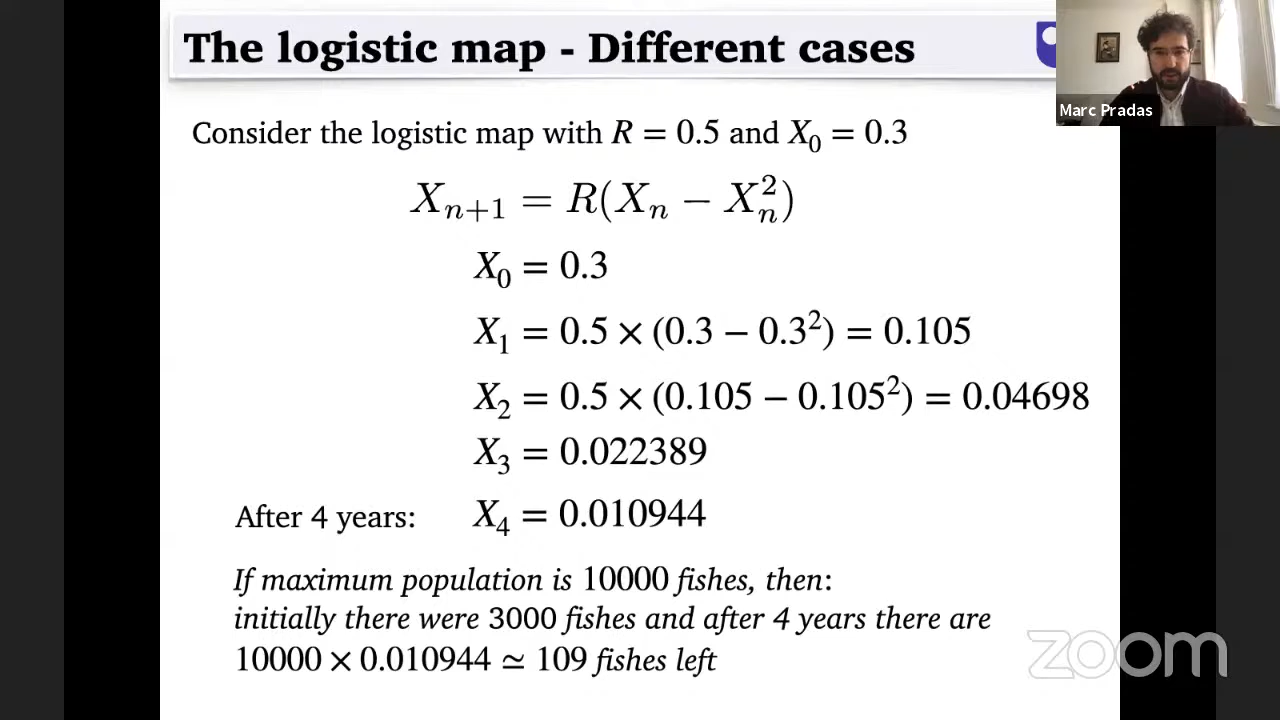 The logistic map - Different cases
Marc Pradas
Consider the logistic map with R = 0.5 and X₀ = 0.3
Xₙ₊₁ = R(Xₙ − Xₙ²)
X₀ = 0.3
X₁ = 0.5 × (0.3 − 0.3²) = 0.105
X₂ = 0.5 × (0.105 − 0.105²) = 0.04698
X₃ = 0.022389
After 4 years: X₄ = 0.010944
If maximum population is 10000 fishes, then:
initially there were 3000 fishes and after 4 years there are
10000 × 0.010944 ≃ 109 fishes left
zoom